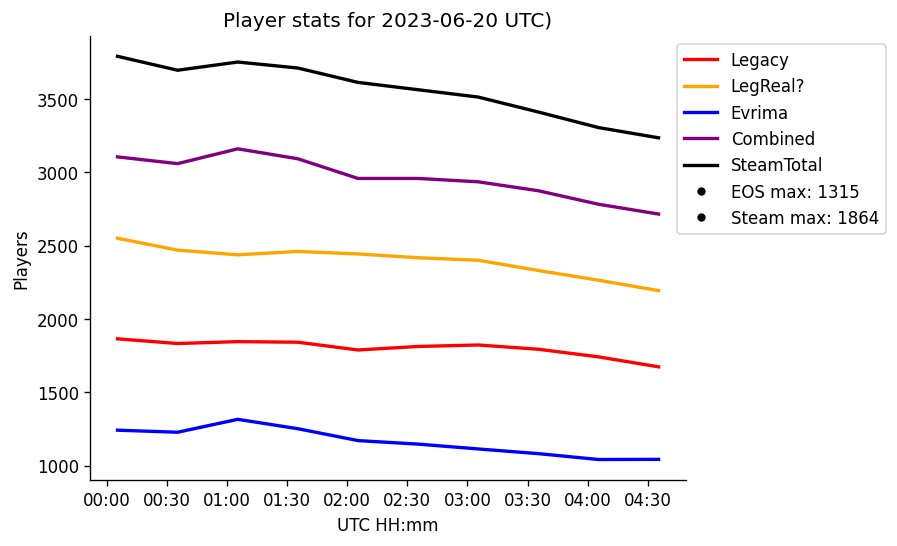 Player stats for 2023-06-20 UTC)
Legacy
LegReal?
Evrima
Combined
SteamTotal
EOS max: 1315
Steam max: 1864
Players
3500
3000
2500
2000
1500
1000
00:00 00:30 01:00 01:30 02:00 02:30 03:00 03:30 04:00 04:30
UTC HH:mm